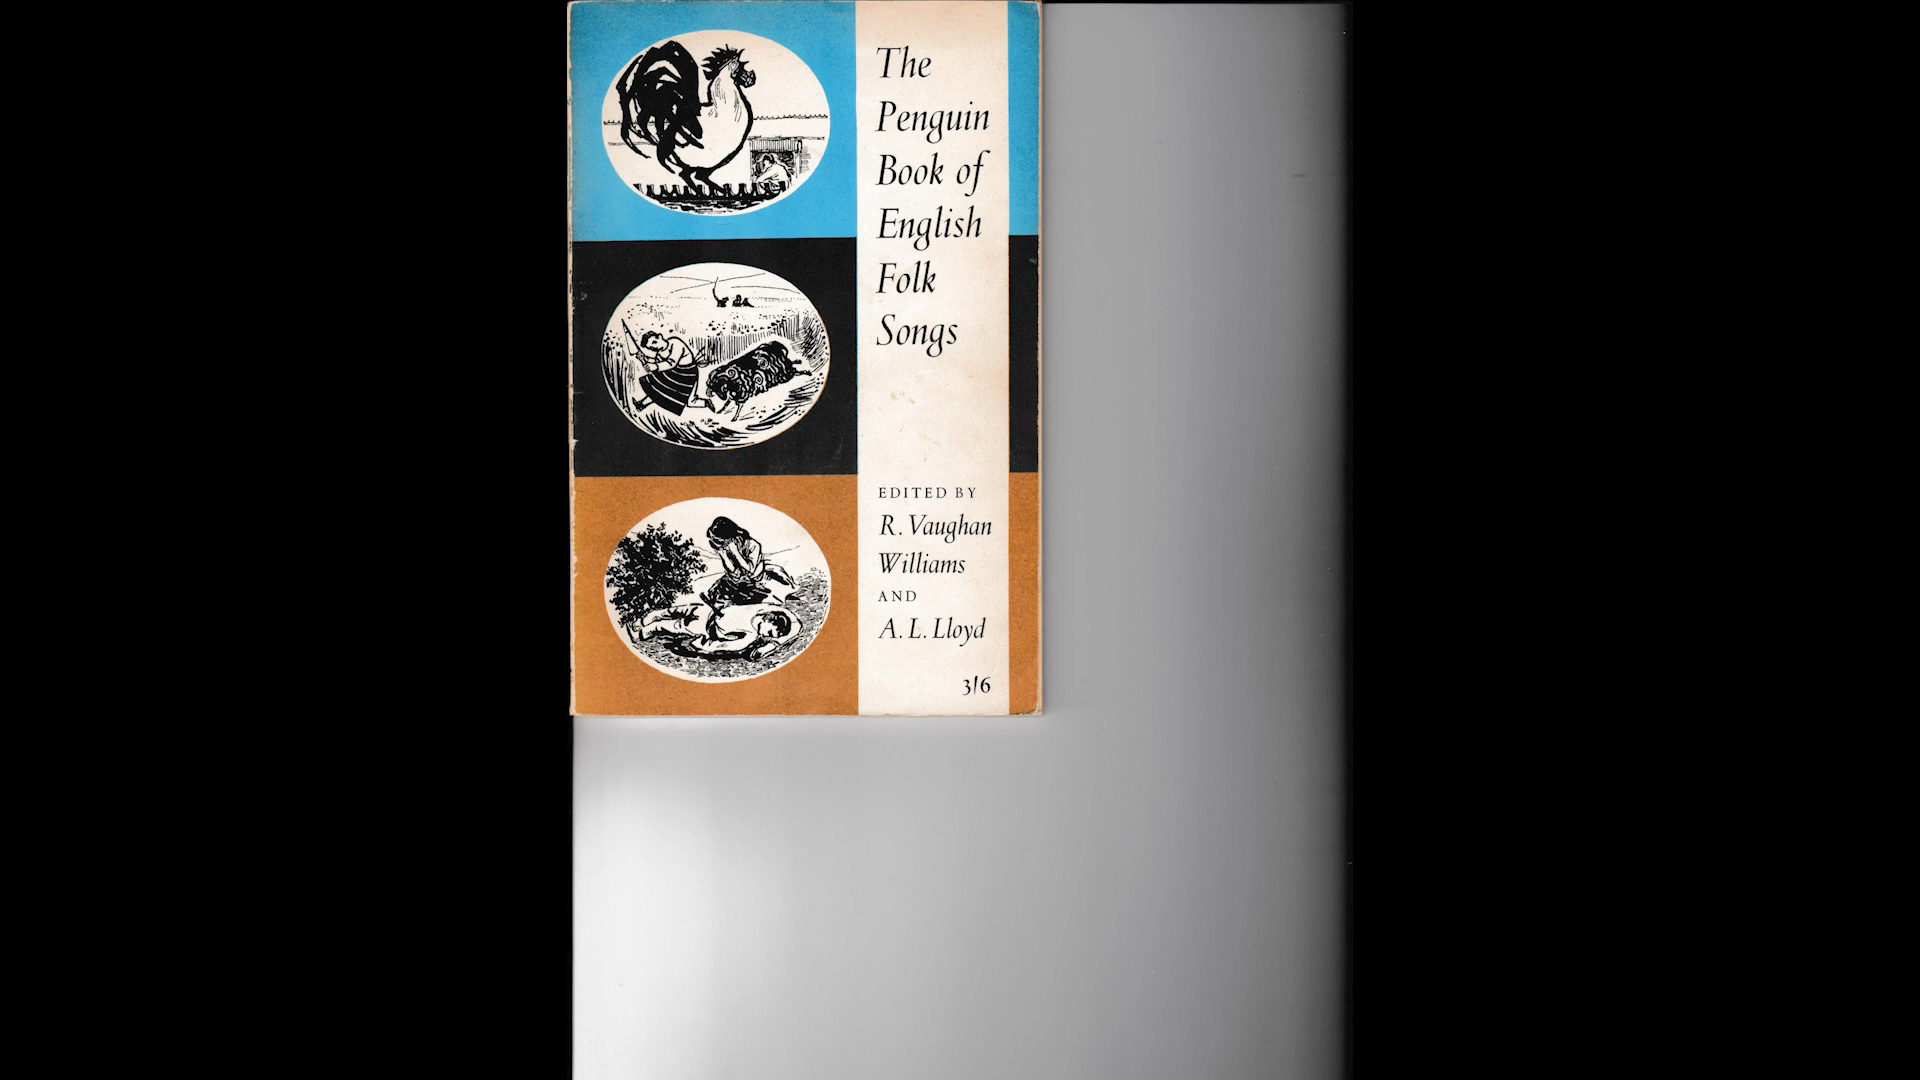 The
Penguin
Book of
English
Folk
Songs
EDITED BY
R. Vaughan
Williams
AND
A. L. Lloyd
3/6